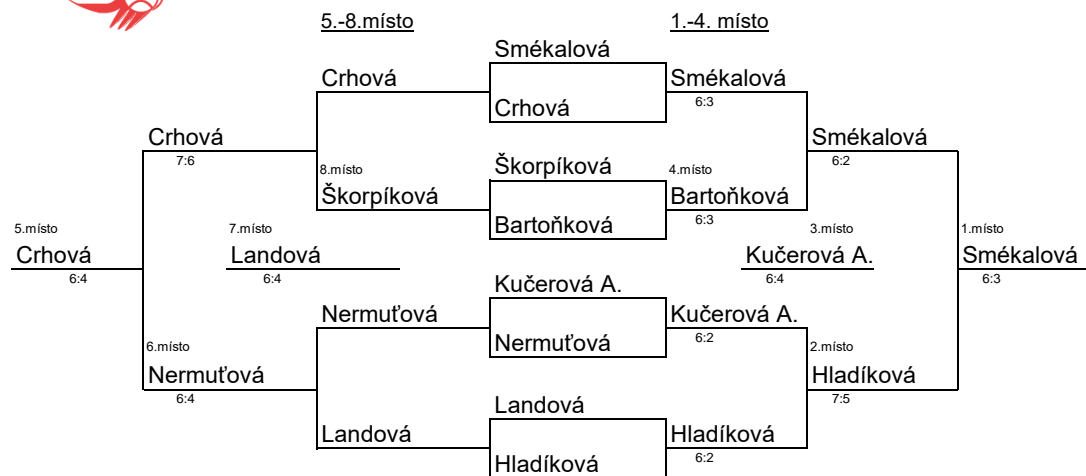 5.-8.místo 1.-4. místo
Smékalová
Crhová Smékalová
6:3
Crhová
Crhová Smékalová
7:6 6:2
Škorpíková
8.místo 4.místo
Škorpíková Bartoňková
6:3
Bartoňková
5.místo 7.místo 3.místo 1.místo
Crhová Landová Kučerová A. Smékalová
6:4 6:4 6:4 6:3
Kučerová A.
Nermuťová Kučerová A.
6:2
Nermuťová
6.místo 2.místo
Nermuťová Hladíková
6:4 7:5
Landová
Landová Hladíková
6:2
Hladíková